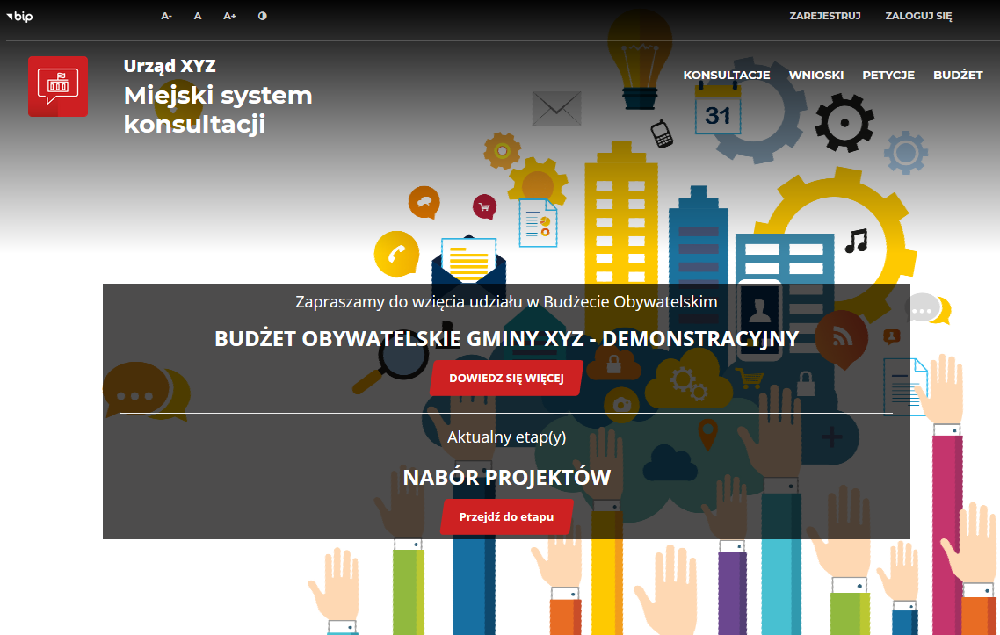 bip
A-
A
A+
ZAREJESTRUJ
ZALOGUJ SIĘ
Urząd XYZ
Miejski system
konsultacji
KONSULTACJE
WNIOSKI
PETYCJE
BUDŻET
31
Zapraszamy do wzięcia udziału w Budżecie Obywatelskim
BUDŻET OBYWATELSKIE GMINY XYZ - DEMONSTRACYJNY
DOWIEDZ SIĘ WIĘCEJ
Aktualny etap(y)
NABÓR PROJEKTÓW
Przejdź do etapu